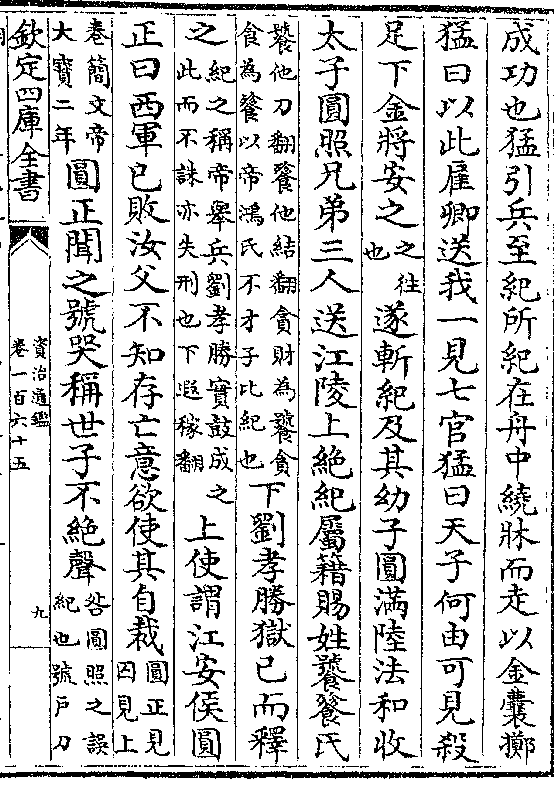 成功也猛引兵至紀所紀在舟中繞牀而走以金囊擲
猛曰以此雇卿送我一見七官猛曰天子何由可見殺
足下金將安之之往也遂斬紀及其幼子圓滿陸法和收
太子圓照兄弟三人送江陵上絶紀屬籍賜姓饕餮氏
饕他刀翻餮他結翻貪財為饕貪食為餮以帝鴻氏不才子比紀也下劉孝勝獄已而釋
之紀之稱帝舉兵劉孝勝實鼓成之此而不誅亦失刑也下遐稼翻上使謂江安侯圓
正曰西軍已敗汝父不知存亡意欲使其自裁圓正見囚見上
卷簡文帝大寳二年圓正聞之號哭稱世子不絶聲咎圓照之誤紀也號戶刀
欽定四庫全書
資治通鑑
卷一百六十五
九